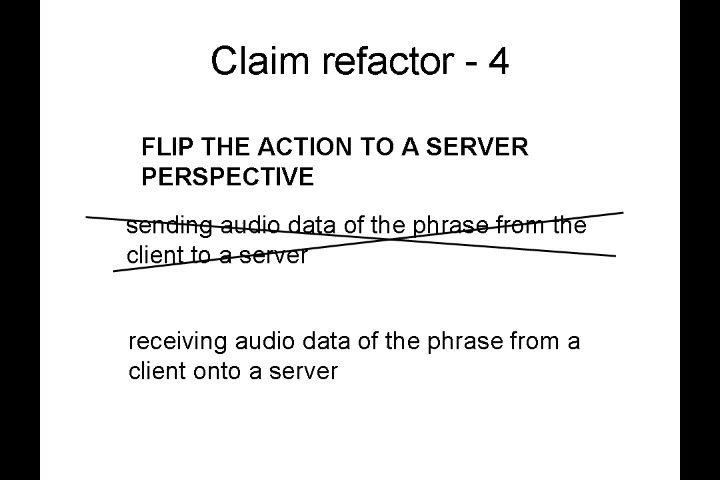 Claim refactor - 4
FLIP THE ACTION TO A SERVER
PERSPECTIVE
sending audio data of the phrase from the
client to a server
receiving audio data of the phrase from a
client onto a server